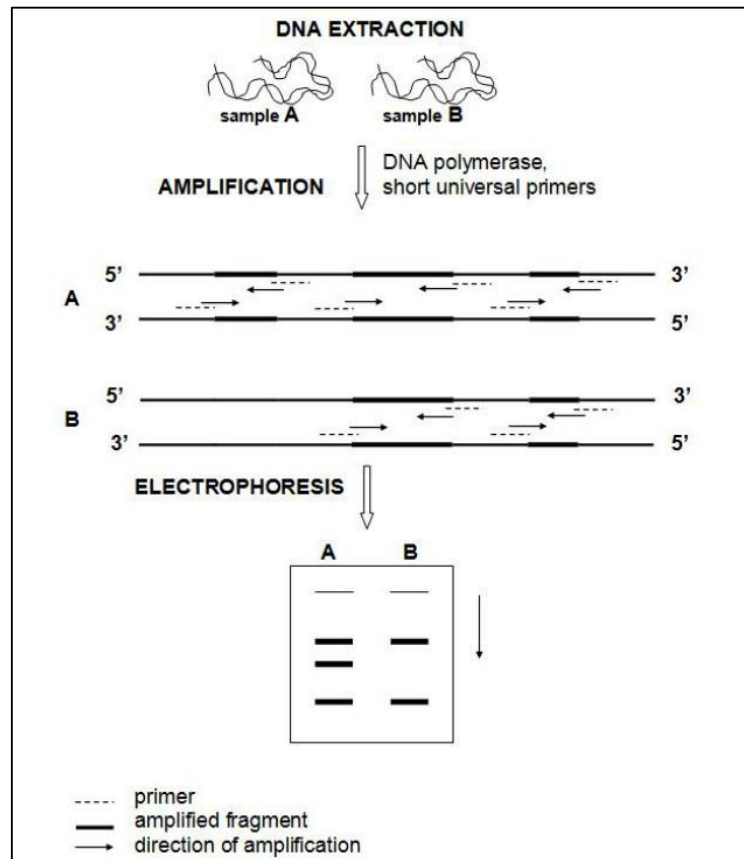 DNA EXTRACTION
sample A
sample B
AMPLIFICATION
DNA polymerase,
short universal primers
5’
3’
A
3’
5’
5’
3’
B
3’
5’
ELECTROPHORESIS
A
B
primer
amplified fragment
direction of amplification